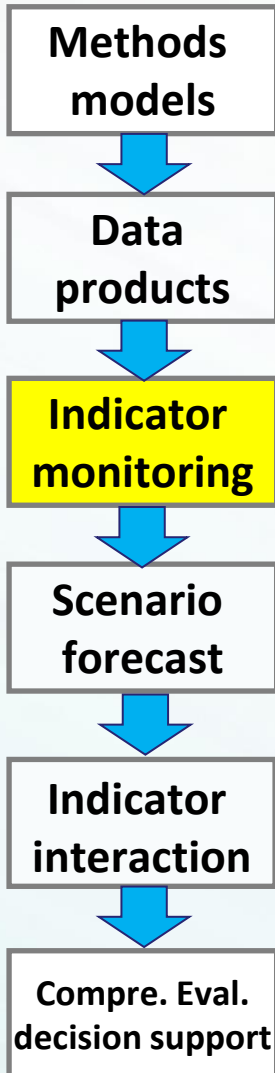 Methods
models
Data
products
Indicator
monitoring
Scenario
forecast
Indicator
interaction
Compre. Eval.
decision support